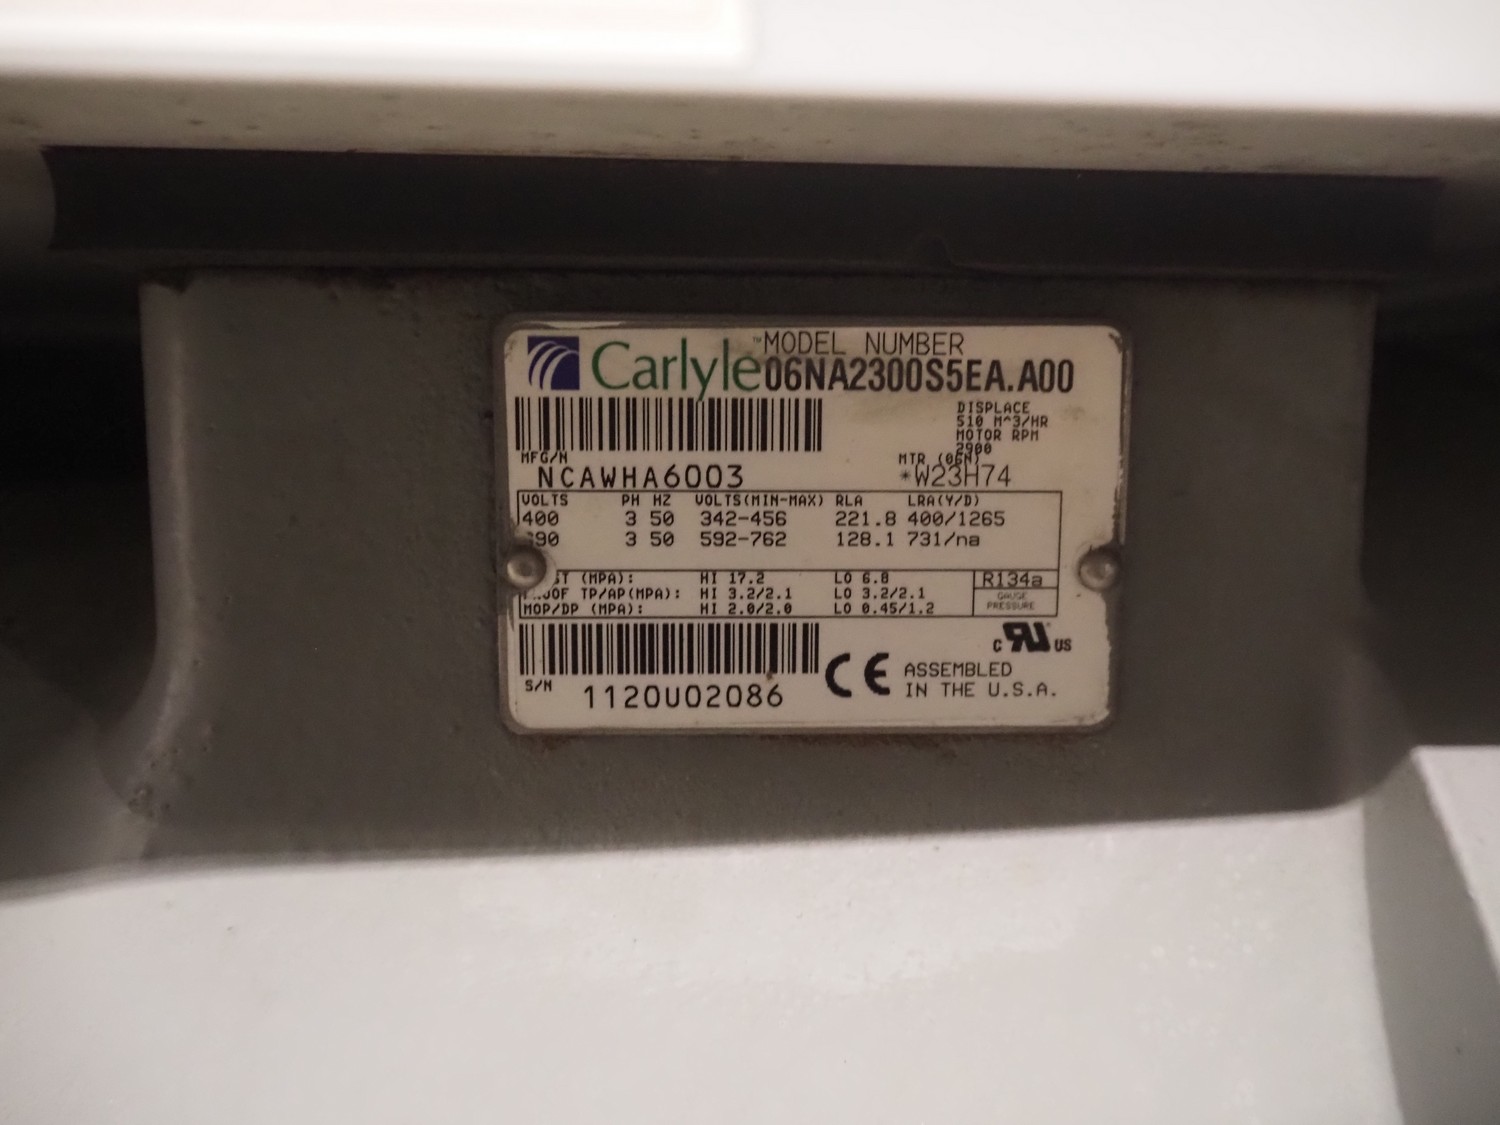 Carlyle™ MODEL NUMBER
06NA2300S5EA.A00
DISPLACE
510 M^3/HR
MOTOR RPM
2900
MFG/N
MTR (06N)
NCAWHA6003 *W23H74
VOLTS PH HZ VOLTS(MIN-MAX) RLA LRA(Y/D)
400 3 50 342-456 221.8 400/1265
690 3 50 592-762 128.1 731/na
(MPA): HI 17.2 LO 6.8 R134a
TP/AP(MPA): HI 3.2/2.1 LO 3.2/2.1 GAUGE
MOP/DP (MPA): HI 2.0/2.0 LO 0.45/1.2 PRESSURE
c RU US
CE ASSEMBLED
IN THE U.S.A.
S/N
1120U02086